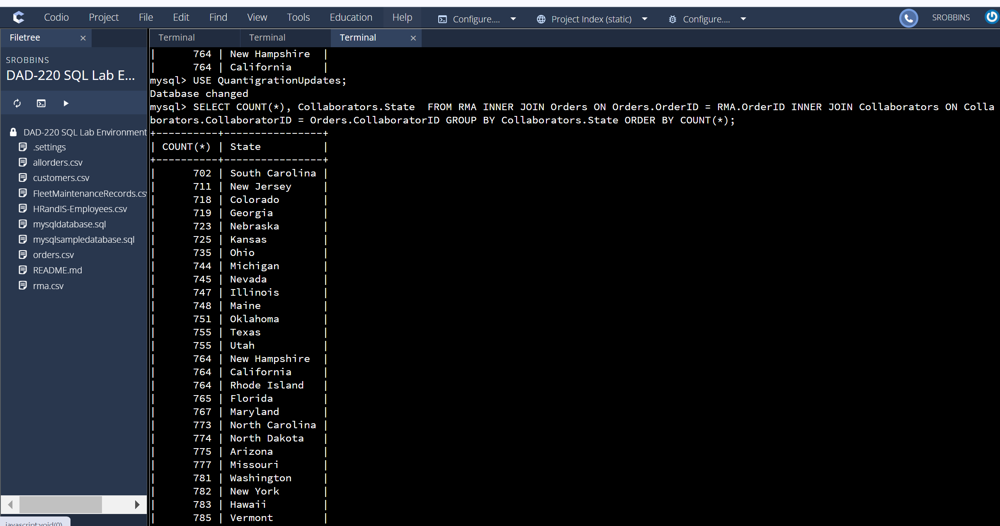 Codio Project File Edit Find View Tools Education Help Configure.... Project Index (static) Configure.... SROBBINS
Filetree ×
SROBBINS
DAD-220 SQL Lab E...
DAD-220 SQL Lab Environment
.settings
allorders.csv
customers.csv
FleetMaintenanceRecords.csv
HRandIS-Employees.csv
mysqldatabase.sql
mysqlsampledatabase.sql
orders.csv
README.md
rma.csv
javascript:void(0)
Terminal Terminal Terminal ×
| 764 | New Hampshire |
| 764 | California |
mysql> USE QuantigrationUpdates;
Database changed
mysql> SELECT COUNT(*), Collaborators.State  FROM RMA INNER JOIN Orders ON Orders.OrderID = RMA.OrderID INNER JOIN Collaborators ON Colla
borators.CollaboratorID = Orders.CollaboratorID GROUP BY Collaborators.State ORDER BY COUNT(*);
+----------+----------------+
| COUNT(*) | State |
+----------+----------------+
| 702 | South Carolina |
| 711 | New Jersey |
| 718 | Colorado |
| 719 | Georgia |
| 723 | Nebraska |
| 725 | Kansas |
| 735 | Ohio |
| 744 | Michigan |
| 745 | Nevada |
| 747 | Illinois |
| 748 | Maine |
| 751 | Oklahoma |
| 755 | Texas |
| 755 | Utah |
| 764 | New Hampshire |
| 764 | California |
| 764 | Rhode Island |
| 765 | Florida |
| 767 | Maryland |
| 773 | North Carolina |
| 774 | North Dakota |
| 775 | Arizona |
| 777 | Missouri |
| 781 | Washington |
| 782 | New York |
| 783 | Hawaii |
| 785 | Vermont |